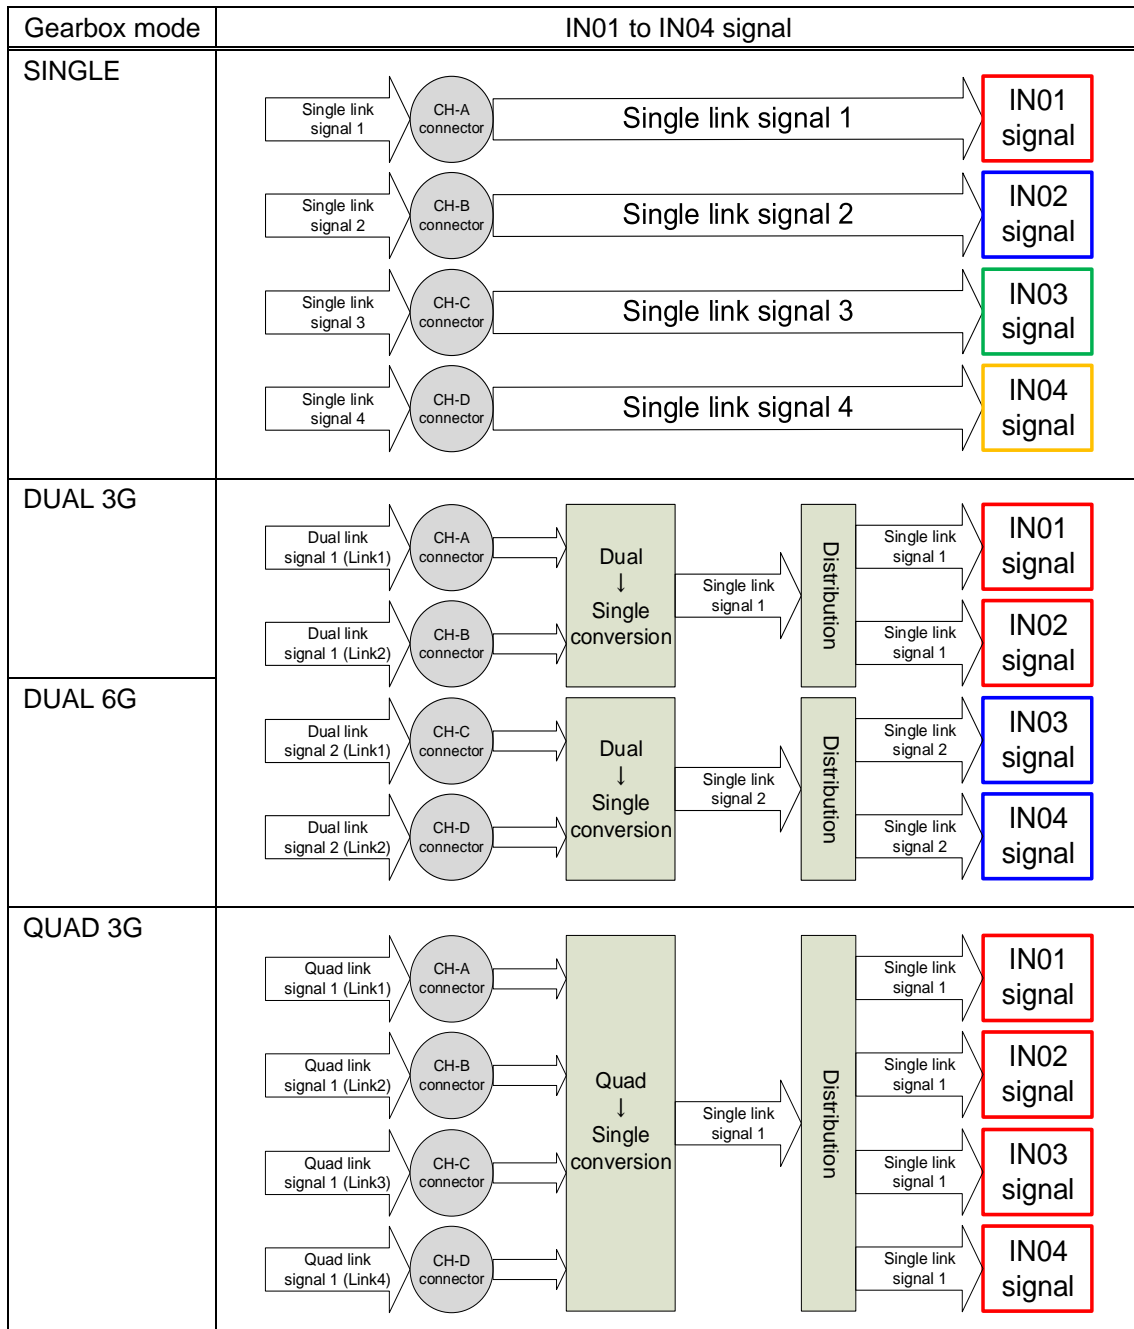 Gearbox mode
IN01 to IN04 signal
SINGLE
Single link
signal 1
CH-A
connector
Single link signal 1
IN01
signal
Single link
signal 2
CH-B
connector
Single link signal 2
IN02
signal
Single link
signal 3
CH-C
connector
Single link signal 3
IN03
signal
Single link
signal 4
CH-D
connector
Single link signal 4
IN04
signal
DUAL 3G
Dual link
signal 1 (Link1)
CH-A
connector
Dual link
signal 1 (Link2)
CH-B
connector
Dual
↓
Single
conversion
Single link
signal 1
Distribution
Single link
signal 1
IN01
signal
Single link
signal 1
IN02
signal
DUAL 6G
Dual link
signal 2 (Link1)
CH-C
connector
Dual link
signal 2 (Link2)
CH-D
connector
Dual
↓
Single
conversion
Single link
signal 2
Distribution
Single link
signal 2
IN03
signal
Single link
signal 2
IN04
signal
QUAD 3G
Quad link
signal 1 (Link1)
CH-A
connector
Quad link
signal 1 (Link2)
CH-B
connector
Quad link
signal 1 (Link3)
CH-C
connector
Quad link
signal 1 (Link4)
CH-D
connector
Quad
↓
Single
conversion
Single link
signal 1
Distribution
Single link
signal 1
IN01
signal
Single link
signal 1
IN02
signal
Single link
signal 1
IN03
signal
Single link
signal 1
IN04
signal